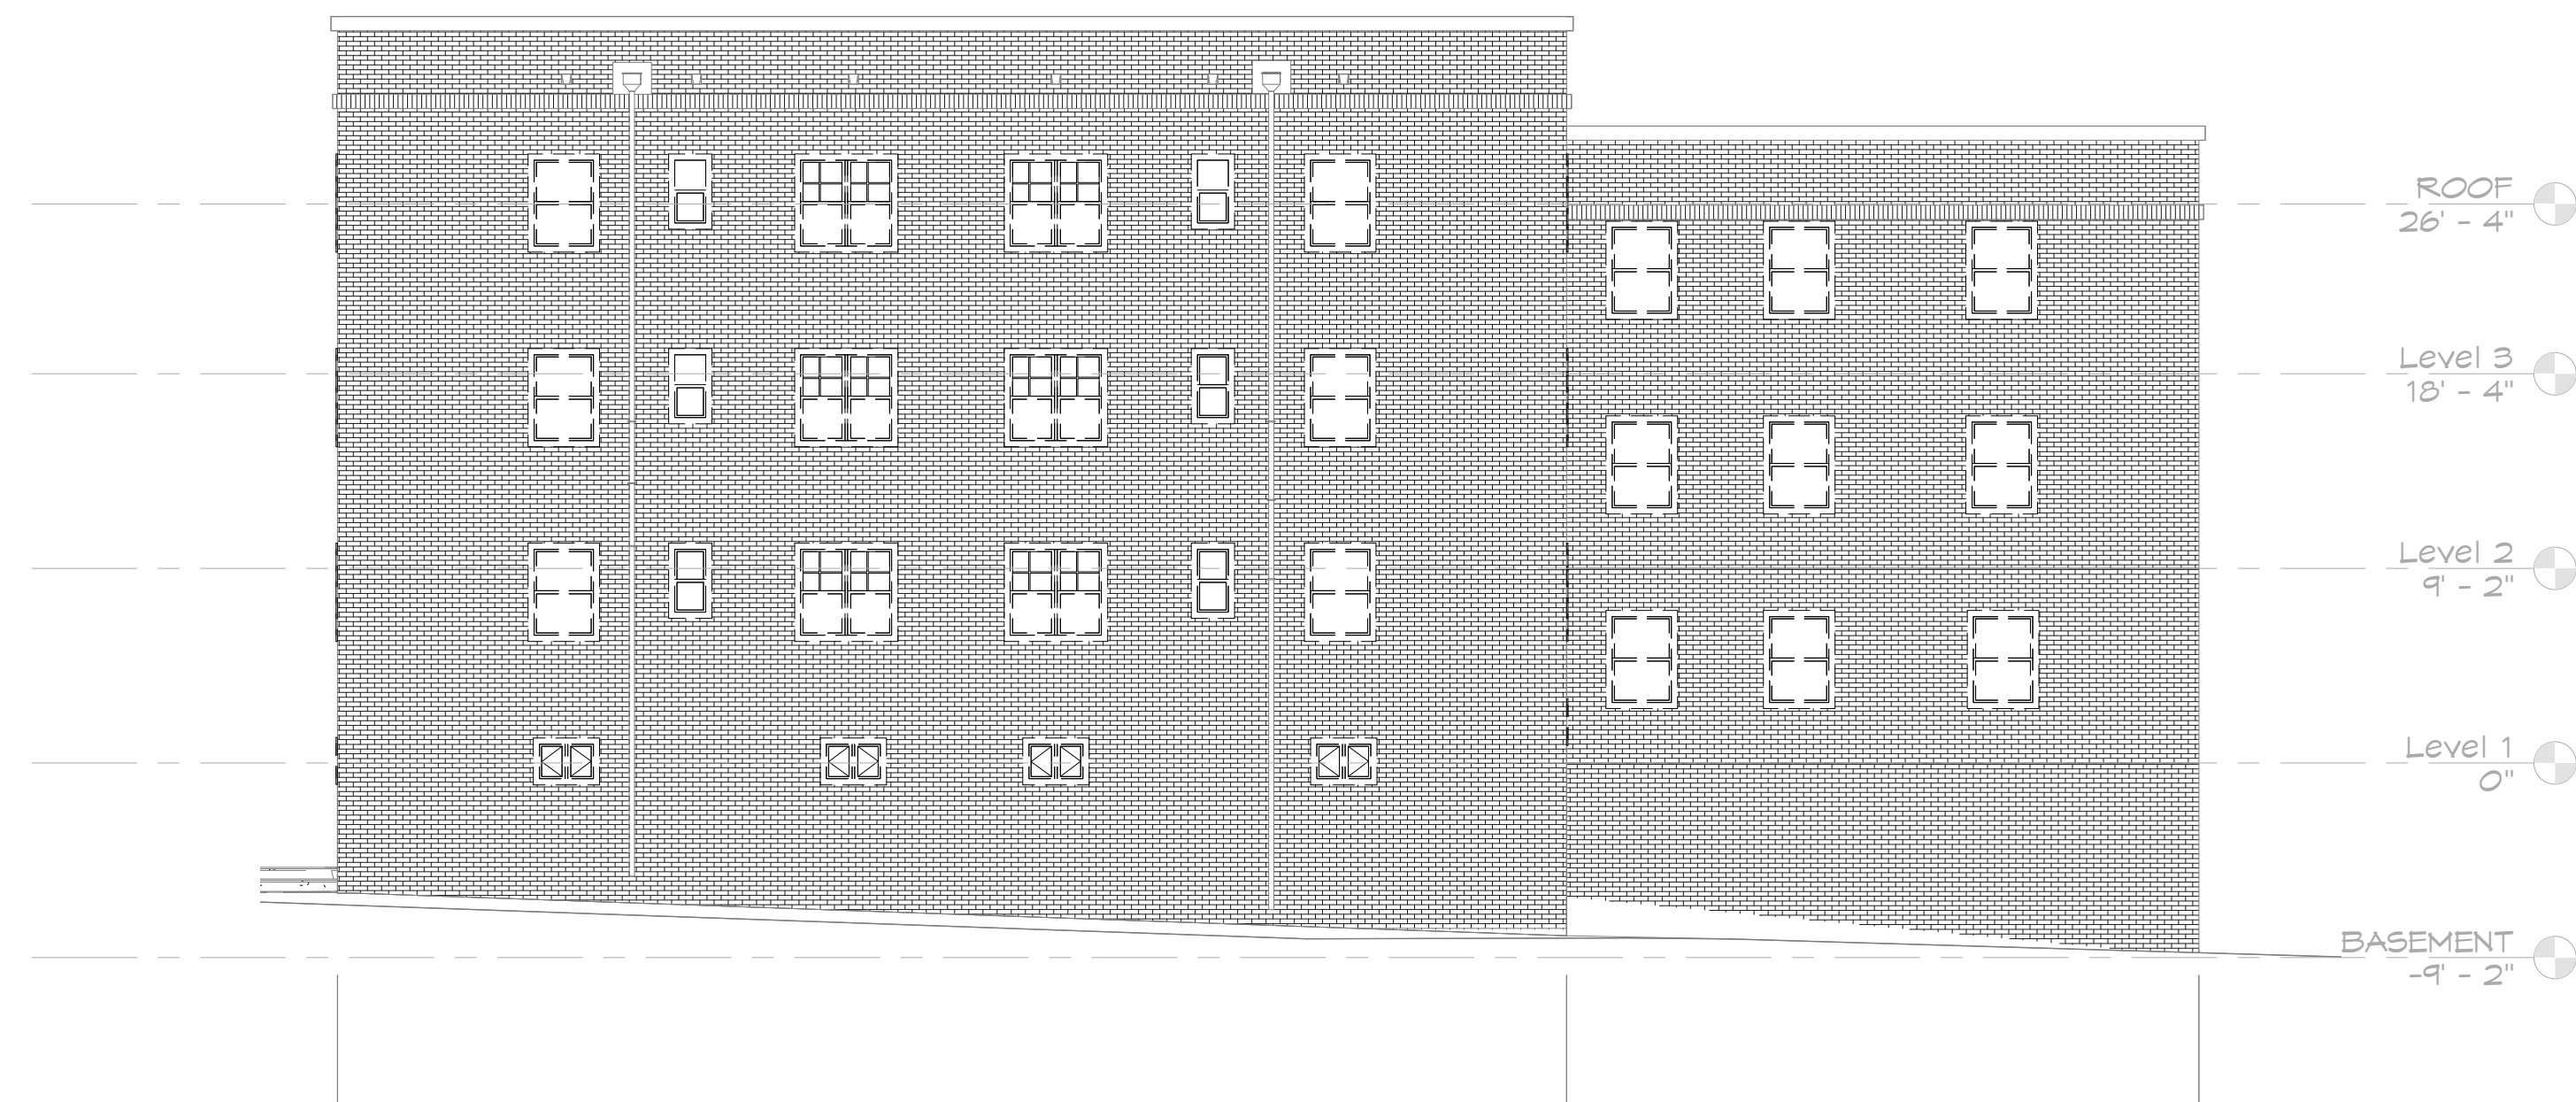 ROOF
26' - 4"
Level 3
18' - 4"
Level 2
9' - 2"
Level 1
0"
BASEMENT
-9' - 2"